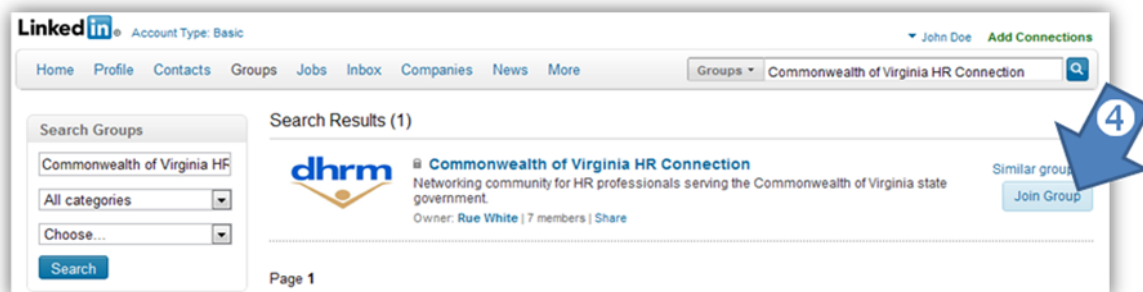 Linked in® Account Type: Basic
John Doe Add Connections
Home Profile Contacts Groups Jobs Inbox Companies News More
Groups Commonwealth of Virginia HR Connection
4
Search Groups
Commonwealth of Virginia HR
All categories
Choose...
Search
Search Results (1)
dhrm
Commonwealth of Virginia HR Connection
Networking community for HR professionals serving the Commonwealth of Virginia state
government.
Owner: Rue White | 7 members | Share
Similar group
Join Group
Page 1